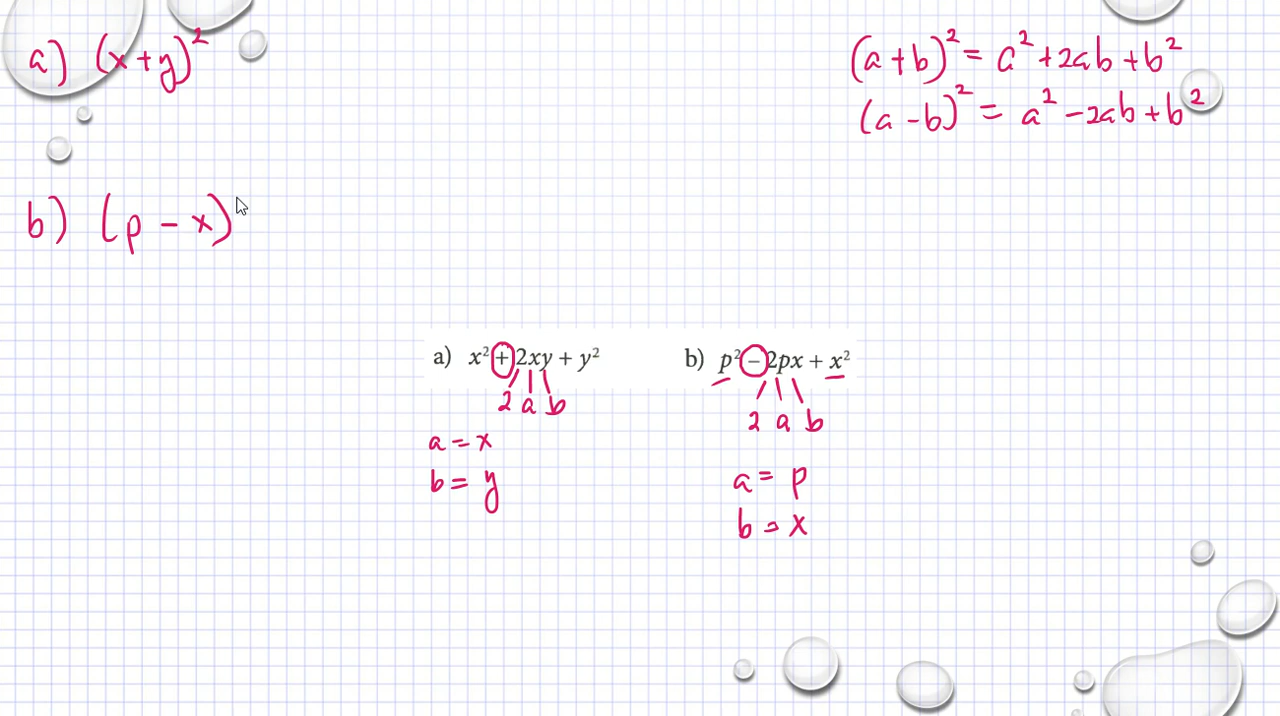 a) (x+y)²
(a+b)² = a² + 2ab + b²
(a-b)² = a² - 2ab + b²
b) (p - x)
a) x² + 2xy + y²
b) p² − 2px + x²
2 a b
2 a b
a = x
b = y
a = p
b = x